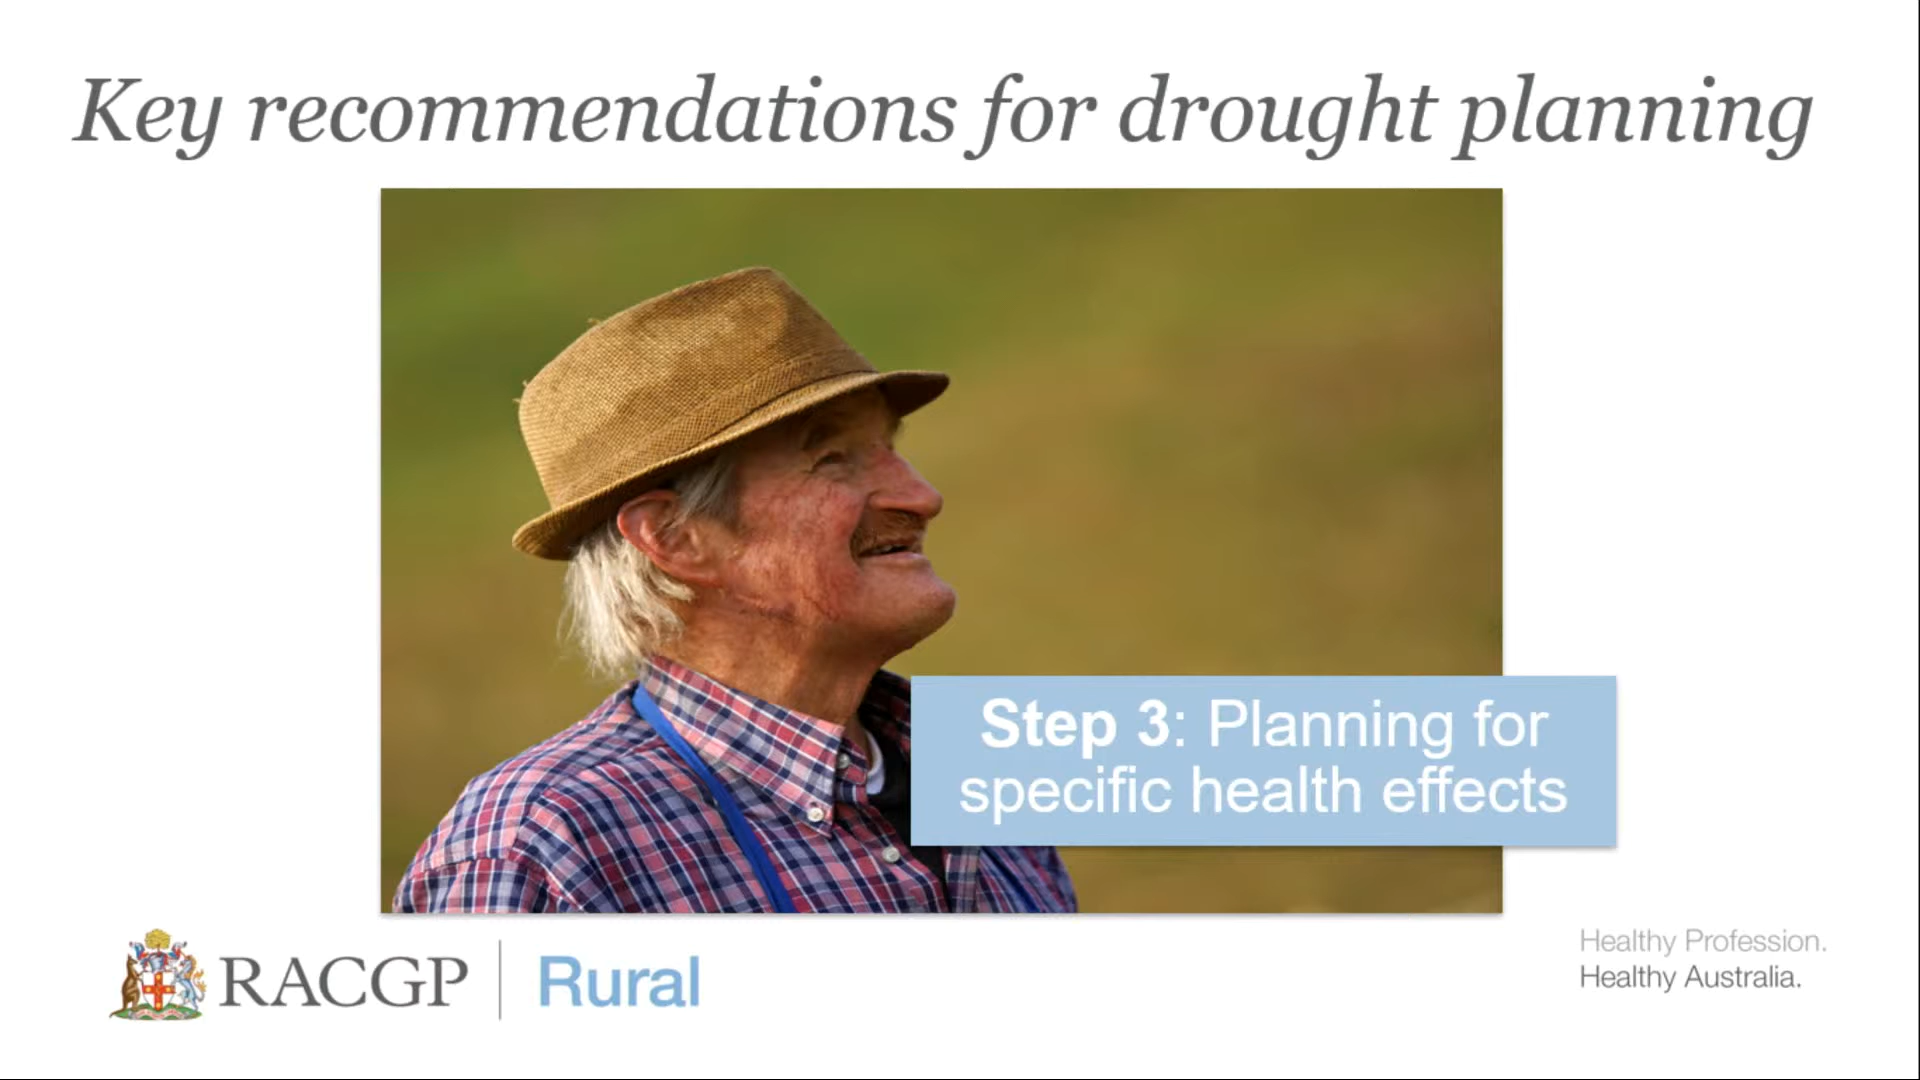 Key recommendations for drought planning
Step 3: Planning for
specific health effects
RACGP Rural
Healthy Profession.
Healthy Australia.